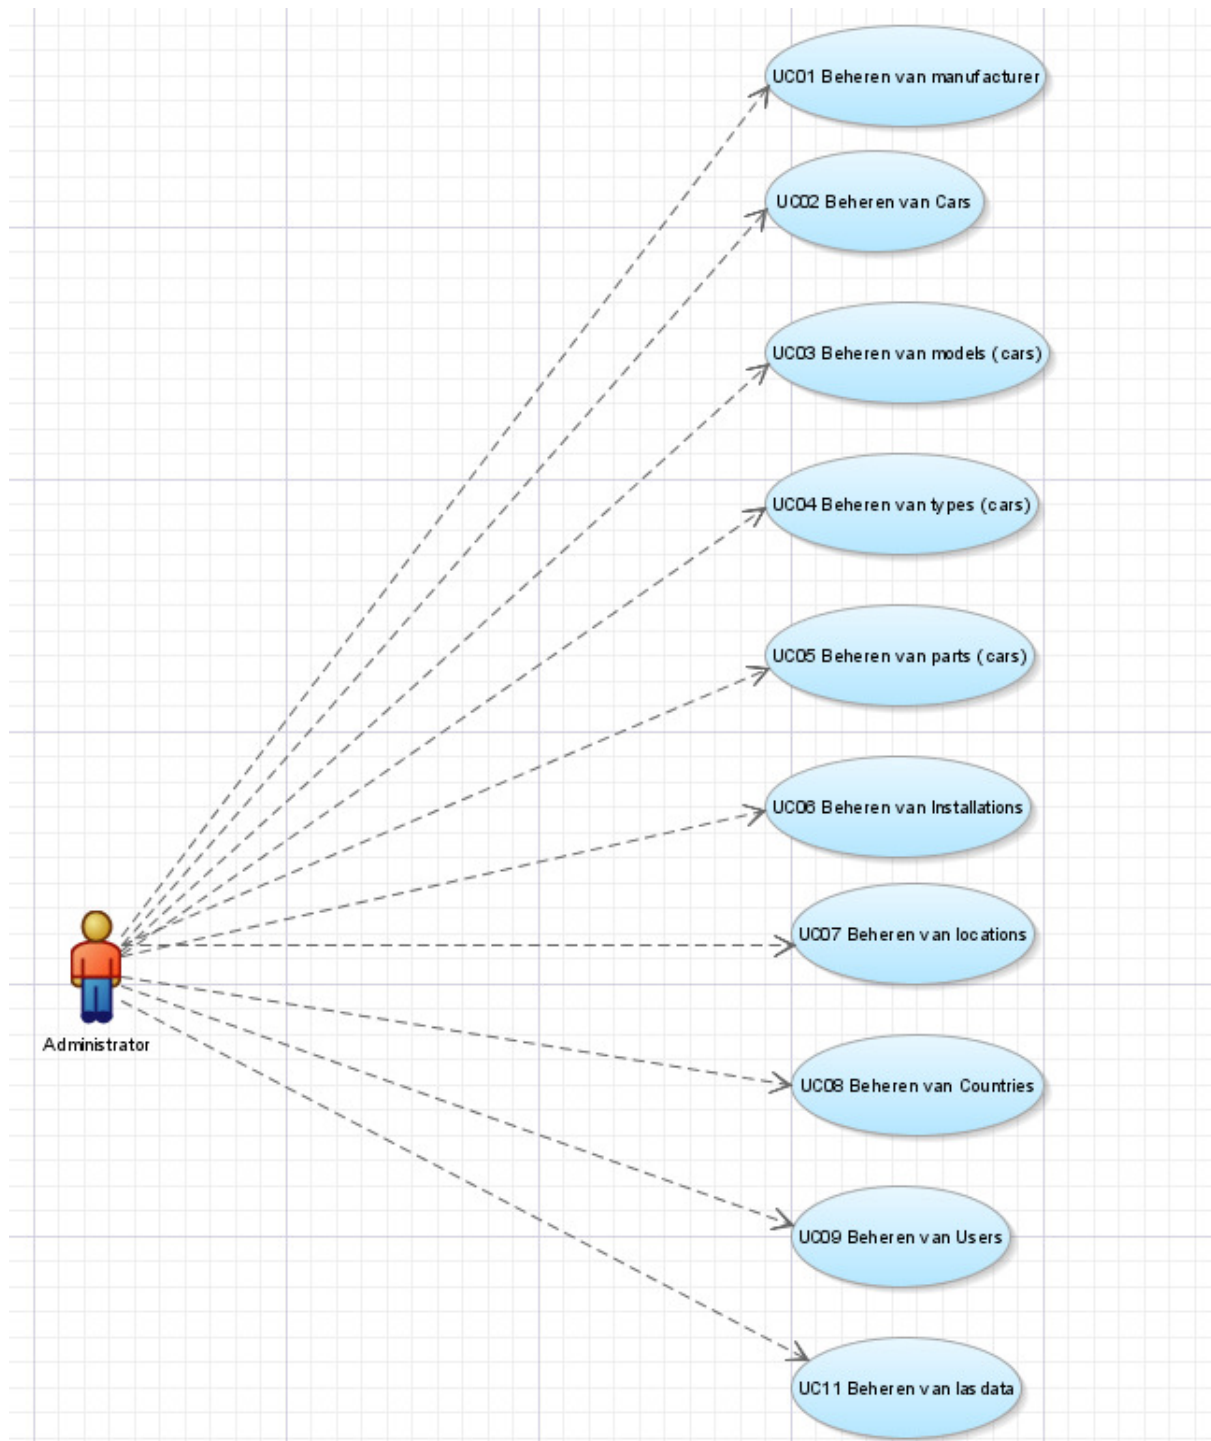 UC01 Beheren van manufacturer
UC02 Beheren van Cars
UC03 Beheren van models (cars)
UC04 Beheren van types (cars)
UC05 Beheren van parts (cars)
UC06 Beheren van Installations
UC07 Beheren van locations
Administrator
UC08 Beheren van Countries
UC09 Beheren van Users
UC11 Beheren van las data